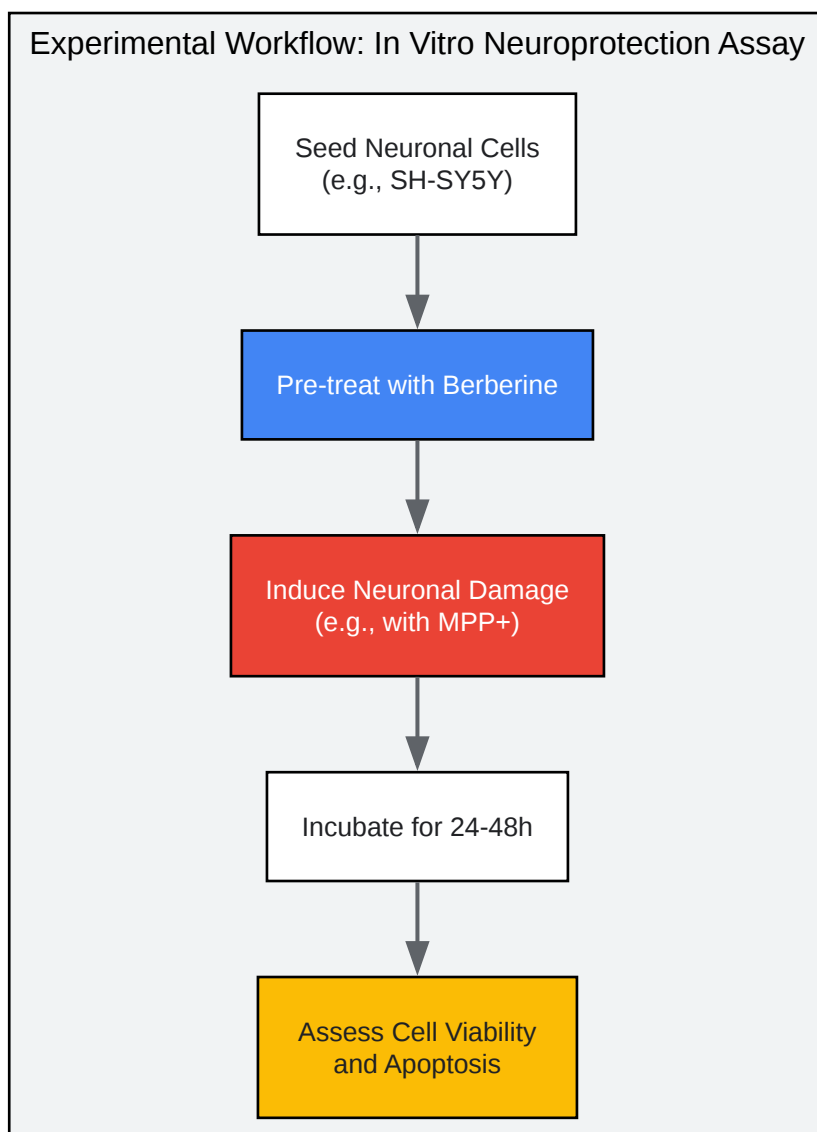 Experimental Workflow: In Vitro Neuroprotection Assay
Seed Neuronal Cells
(e.g., SH-SY5Y)
Pre-treat with Berberine
Induce Neuronal Damage
(e.g., with MPP+)
Incubate for 24-48h
Assess Cell Viability
and Apoptosis